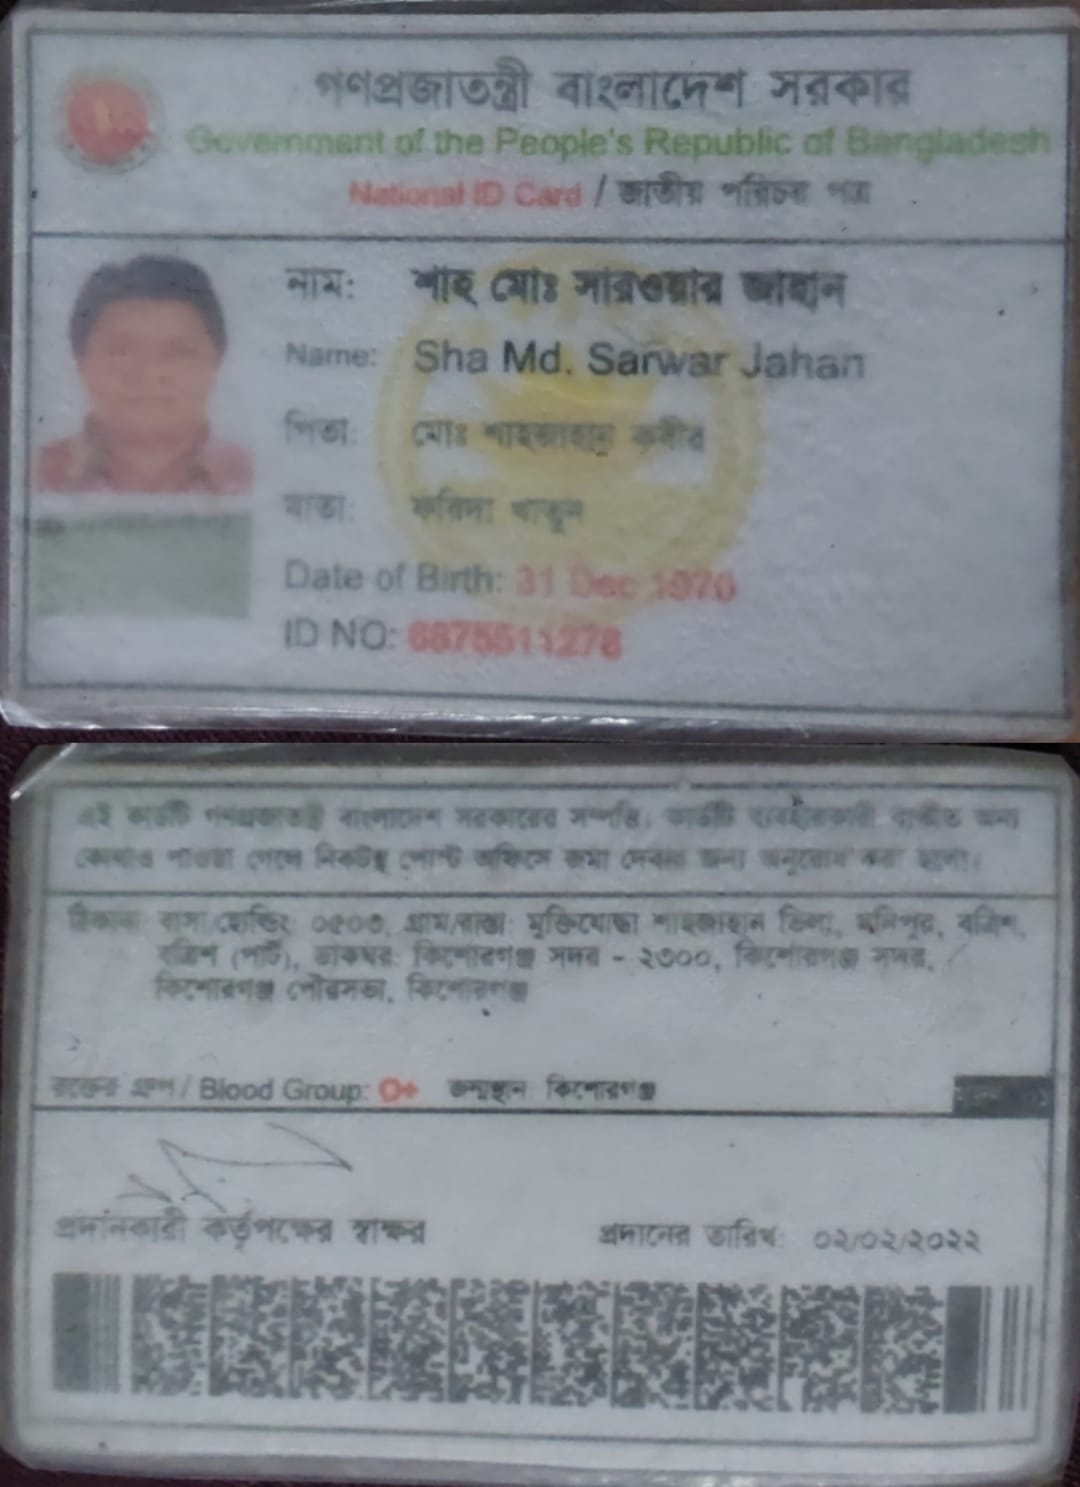 গণপ্রজাতন্ত্রী বাংলাদেশ সরকার
Government of the People's Republic of Bangladesh
National ID Card / জাতীয় পরিচয় পত্র
নাম: শাহ মোঃ সারওয়ার জাহান
Name: Sha Md. Sarwar Jahan
পিতা: মোঃ শাহজাহান কবীর
মাতা: ফরিদা খাতুন
Date of Birth: 31 Dec 1970
ID NO:
এই কার্ডটি গণপ্রজাতন্ত্রী বাংলাদেশ সরকারের সম্পত্তি। কার্ডটি ব্যবহারকারী ব্যতীত অন্য
কোথাও পাওয়া গেলে নিকটস্থ পোস্ট অফিসে জমা দেবার জন্য অনুরোধ করা হলো।
ঠিকানা: বাসা/হোল্ডিং: ০৫০৩, গ্রাম/রাস্তা: মুক্তিযোদ্ধা শাহজাহান ভিলা, মনিপুর, বত্রিশ,
বত্রিশ (পার্ট), ডাকঘর: কিশোরগঞ্জ সদর - ২৩০০, কিশোরগঞ্জ সদর,
কিশোরগঞ্জ পৌরসভা, কিশোরগঞ্জ
রক্তের গ্রুপ / Blood Group: O+ জন্মস্থান: কিশোরগঞ্জ
প্রদানকারী কর্তৃপক্ষের স্বাক্ষর প্রদানের তারিখ: ০২/০২/২০২২